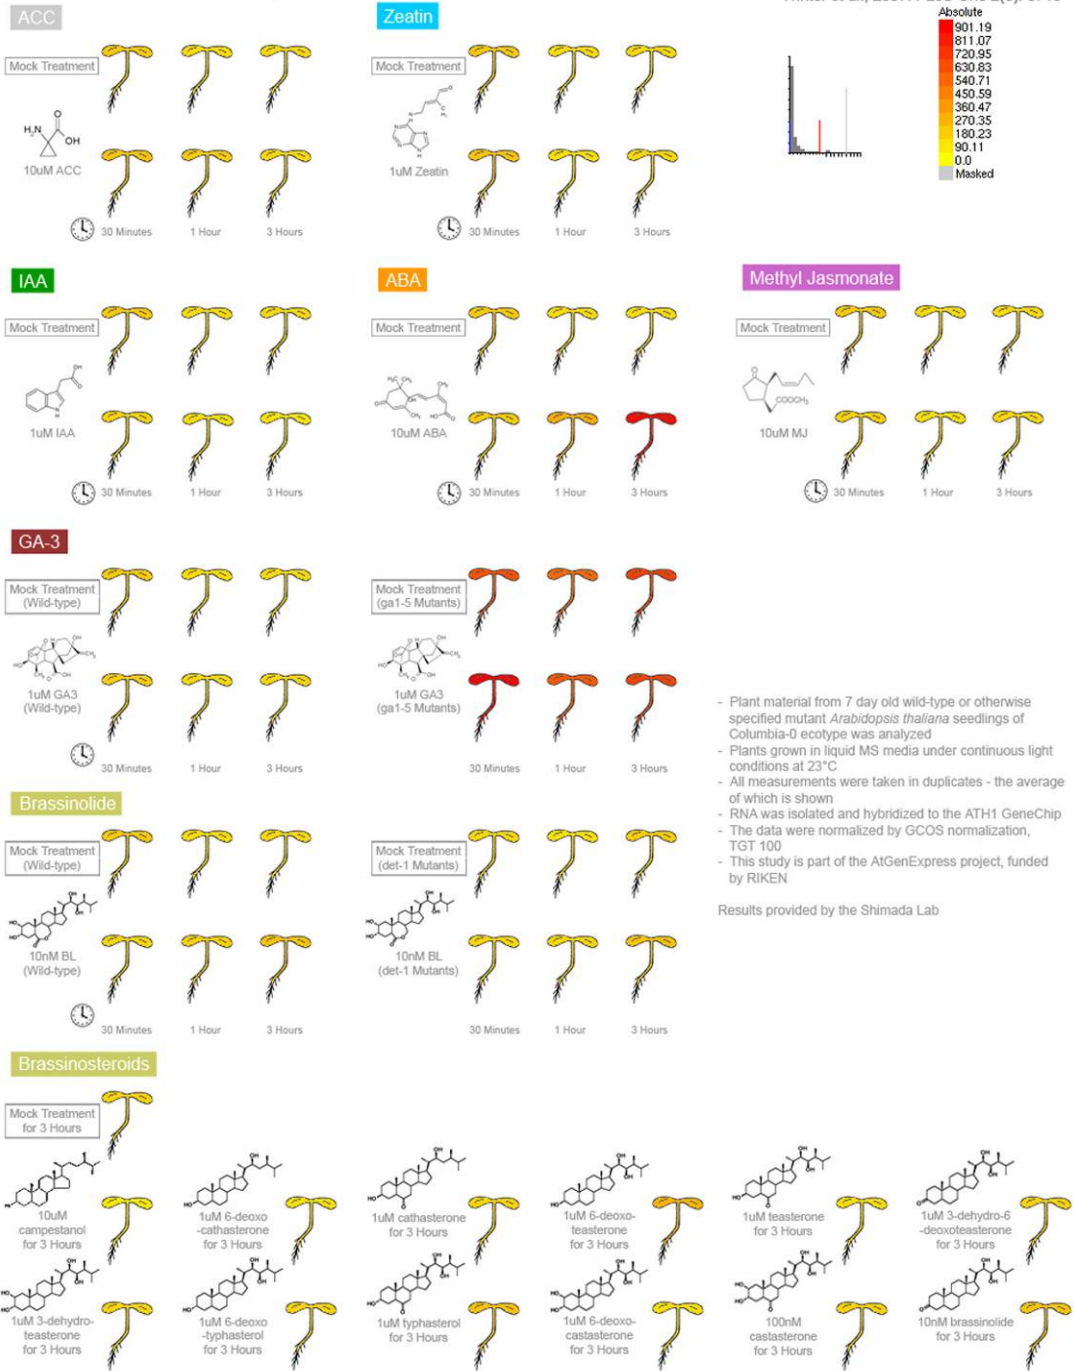 ACC
Mock Treatment
10uM ACC
30 Minutes
1 Hour
3 Hours
Zeatin
Mock Treatment
1uM Zeatin
30 Minutes
1 Hour
3 Hours
Absolute
901.19
811.07
720.95
630.83
540.71
450.59
360.47
270.35
180.23
90.11
0.0
Masked
IAA
Mock Treatment
1uM IAA
30 Minutes
1 Hour
3 Hours
ABA
Mock Treatment
10uM ABA
30 Minutes
1 Hour
3 Hours
Methyl Jasmonate
Mock Treatment
10uM MJ
30 Minutes
1 Hour
3 Hours
GA-3
Mock Treatment
(Wild-type)
1uM GA3
(Wild-type)
30 Minutes
1 Hour
3 Hours
Mock Treatment
(ga1-5 Mutants)
1uM GA3
(ga1-5 Mutants)
30 Minutes
1 Hour
3 Hours
- Plant material from 7 day old wild-type or otherwise
specified mutant Arabidopsis thaliana seedlings of
Columbia-0 ecotype was analyzed
- Plants grown in liquid MS media under continuous light
conditions at 23°C
- All measurements were taken in duplicates - the average
of which is shown
- RNA was isolated and hybridized to the ATH1 GeneChip
- The data were normalized by GCOS normalization,
TGT 100
- This study is part of the AtGenExpress project, funded
by RIKEN
Results provided by the Shimada Lab
Brassinolide
Mock Treatment
(Wild-type)
10nM BL
(Wild-type)
30 Minutes
1 Hour
3 Hours
Mock Treatment
(det-1 Mutants)
10nM BL
(det-1 Mutants)
30 Minutes
1 Hour
3 Hours
Brassinosteroids
Mock Treatment
for 3 Hours
10uM
campestanol
for 3 Hours
1uM 6-deoxo
-cathasterone
for 3 Hours
1uM cathasterone
for 3 Hours
1uM 6-deoxo-
teasterone
for 3 Hours
1uM teasterone
for 3 Hours
1uM 3-dehydro-6
-deoxoteasterone
for 3 Hours
1uM 3-dehydro-
teasterone
for 3 Hours
1uM 6-deoxo
-typhasterol
for 3 Hours
1uM typhasterol
for 3 Hours
1uM 6-deoxo-
castasterone
for 3 Hours
100nM
castasterone
for 3 Hours
10nM brassinolide
for 3 Hours